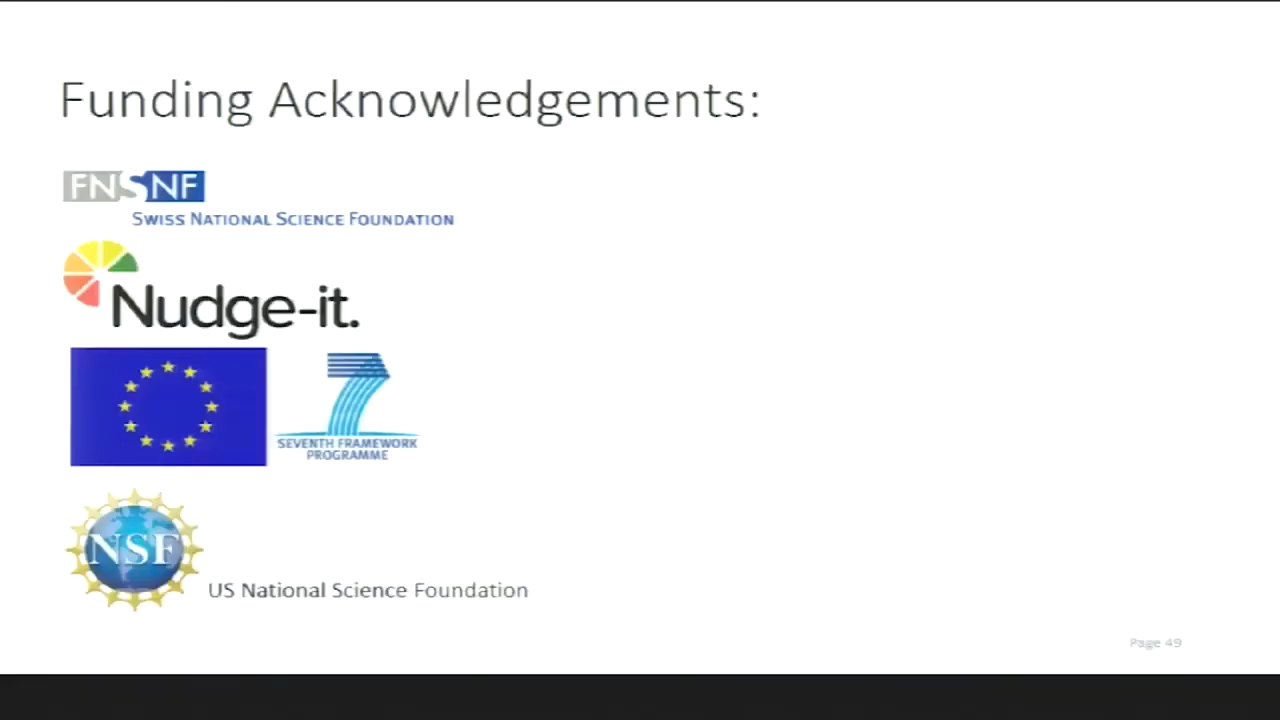 Funding Acknowledgements:
FNSNF
SWISS NATIONAL SCIENCE FOUNDATION
Nudge-it.
7
SEVENTH FRAMEWORK
PROGRAMME
NSF
US National Science Foundation
Page 49